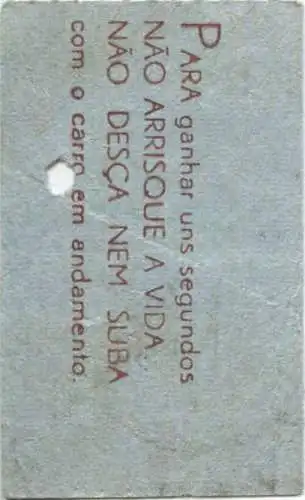 PARA ganhar uns segundos
NÃO ARRISQUE A VIDA.
NÃO DESÇA NEM SUBA
com o carro em andamento.